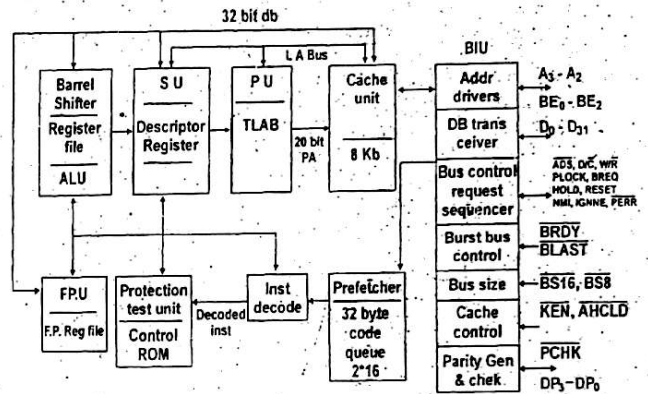 32 bit db
L A Bus
BIU
Barrel
Shifter
Register
file
ALU
S U
Descriptor
Register
P U
TLAB
20 bit
PA
Cache
unit
8 Kb
Addr
drivers
DB trans
ceiver
Bus control
request
sequencer
Burst bus
control
Bus size
Cache
control
Parity Gen
& chek
A3 - A2
BE0 - BE2
D0 - D31
ADS, D/C, W/R
PLOCK, BREQ
HOLD, RESET
NMI, IGNNE, PERR
BRDY
BLAST
BS16, BS8
KEN, AHCLD
PCHK
DP3-DP0
F.P.U
F.P. Reg file
Protection
test unit
Control
ROM
Decoded
inst
Inst
decode
Prefetcher
32 byte
code
queue
2*16